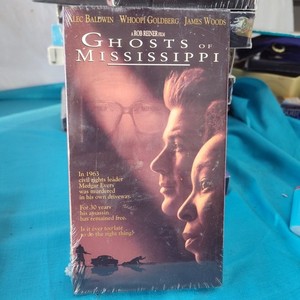 ALEC BALDWIN WHOOPI GOLDBERG JAMES WOODS
A ROB REINER FILM
GHOSTS OF
MISSISSIPPI
In 1963
civil rights leader
Medgar Evers
was murdered
in his own driveway.
For 30 years
his assassin
has remained free.
Is it ever too late
to do the right thing?